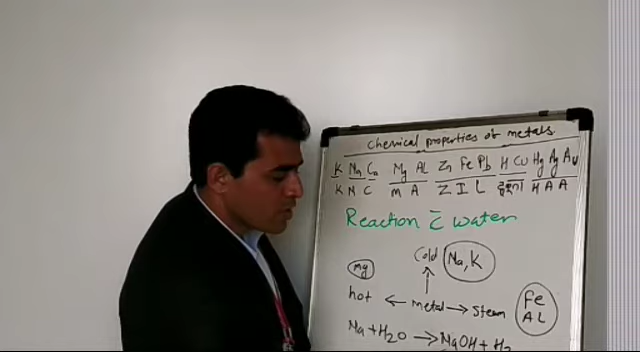 Chemical properties of metals
K Na Ca Mg AL Zn Fe Pb H Cu Hg Ag Au
K N C M A Z I L H A A
Reaction c̄ water
Cold Na, K
Mg
hot ← metal → Steam Fe
AL
Na + H2O → NaOH + H2